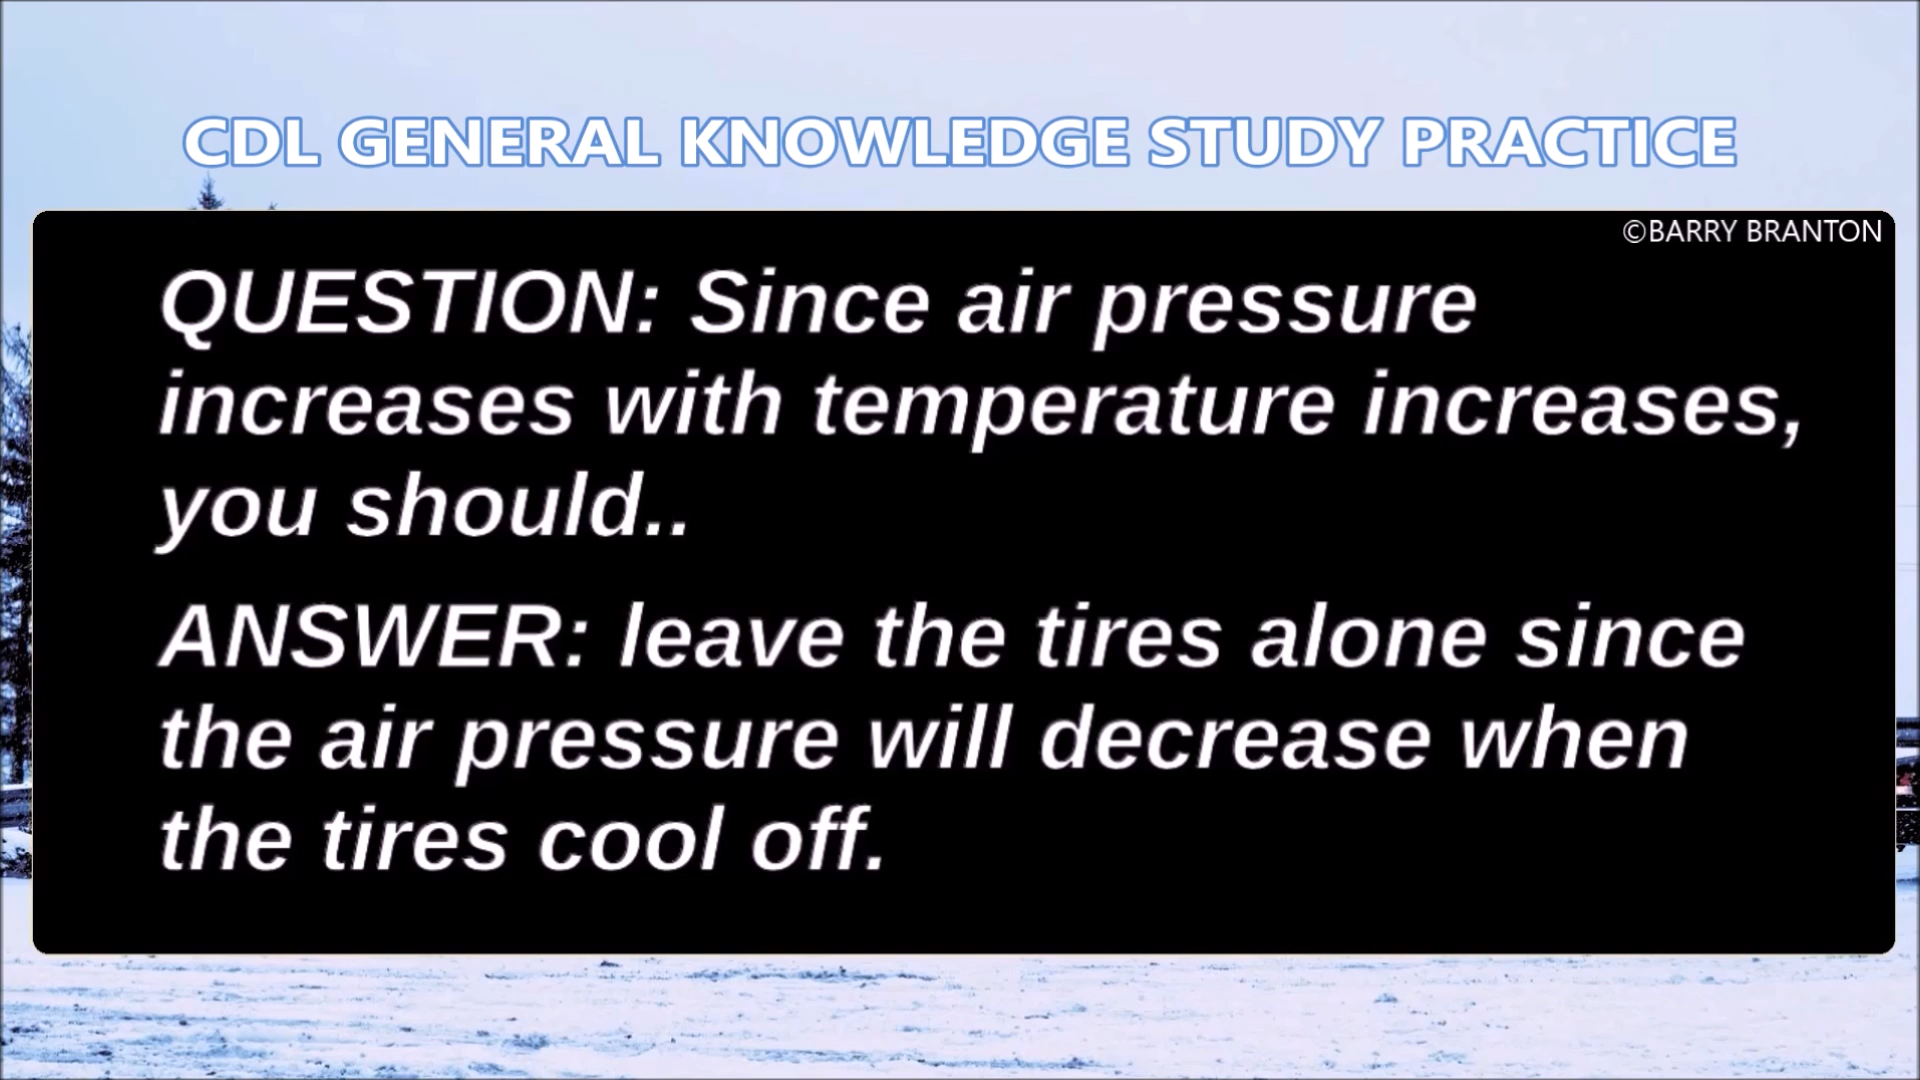 CDL GENERAL KNOWLEDGE STUDY PRACTICE
©BARRY BRANTON
QUESTION: Since air pressure
increases with temperature increases,
you should..
ANSWER: leave the tires alone since
the air pressure will decrease when
the tires cool off.